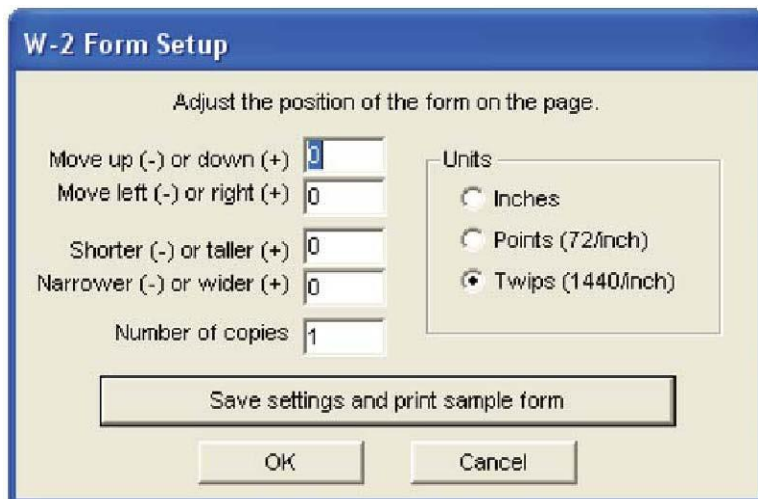 W-2 Form Setup
Adjust the position of the form on the page.
Move up (-) or down (+) 0
Move left (-) or right (+) 0
Shorter (-) or taller (+) 0
Narrower (-) or wider (+) 0
Number of copies 1
Units
Inches
Points (72/inch)
Twips (1440/inch)
Save settings and print sample form
OK Cancel